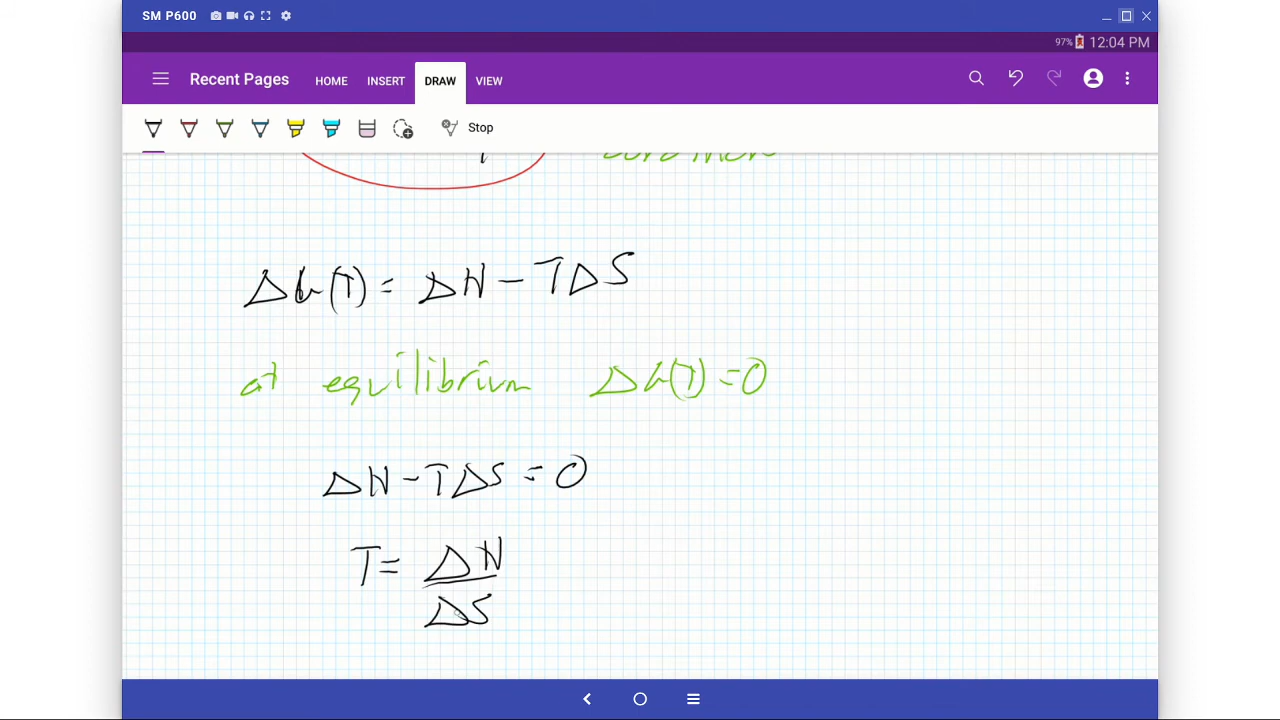 SM P600
97% 12:04 PM
Recent Pages HOME INSERT DRAW VIEW
Stop
ΔG(T) = ΔH - TΔS
at equilibrium ΔG(T) = 0
ΔH - TΔS = 0
T = ΔH / ΔS